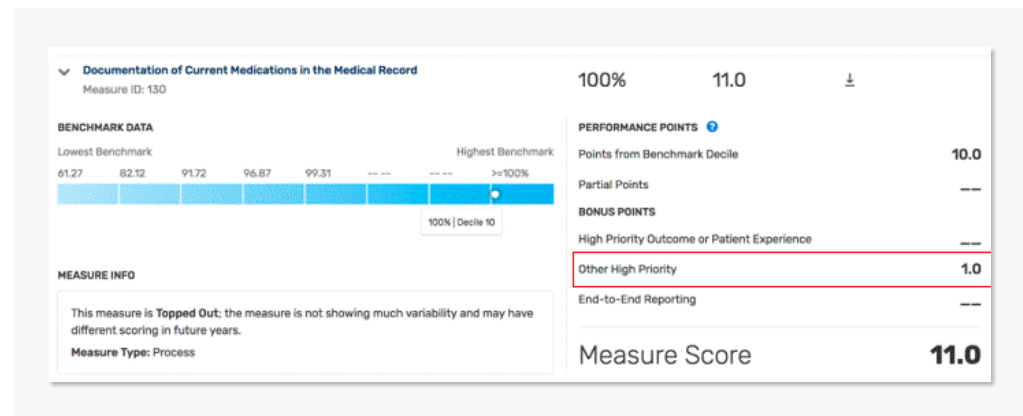 Documentation of Current Medications in the Medical Record
Measure ID: 130
100% 11.0
BENCHMARK DATA
Lowest Benchmark Highest Benchmark
61.27 82.12 91.72 96.87 99.31 -- -- -- -- >=100%
100% | Decile 10
MEASURE INFO
This measure is Topped Out; the measure is not showing much variability and may have
different scoring in future years.
Measure Type: Process
PERFORMANCE POINTS ?
Points from Benchmark Decile 10.0
Partial Points --
BONUS POINTS
High Priority Outcome or Patient Experience --
Other High Priority 1.0
End-to-End Reporting --
Measure Score 11.0